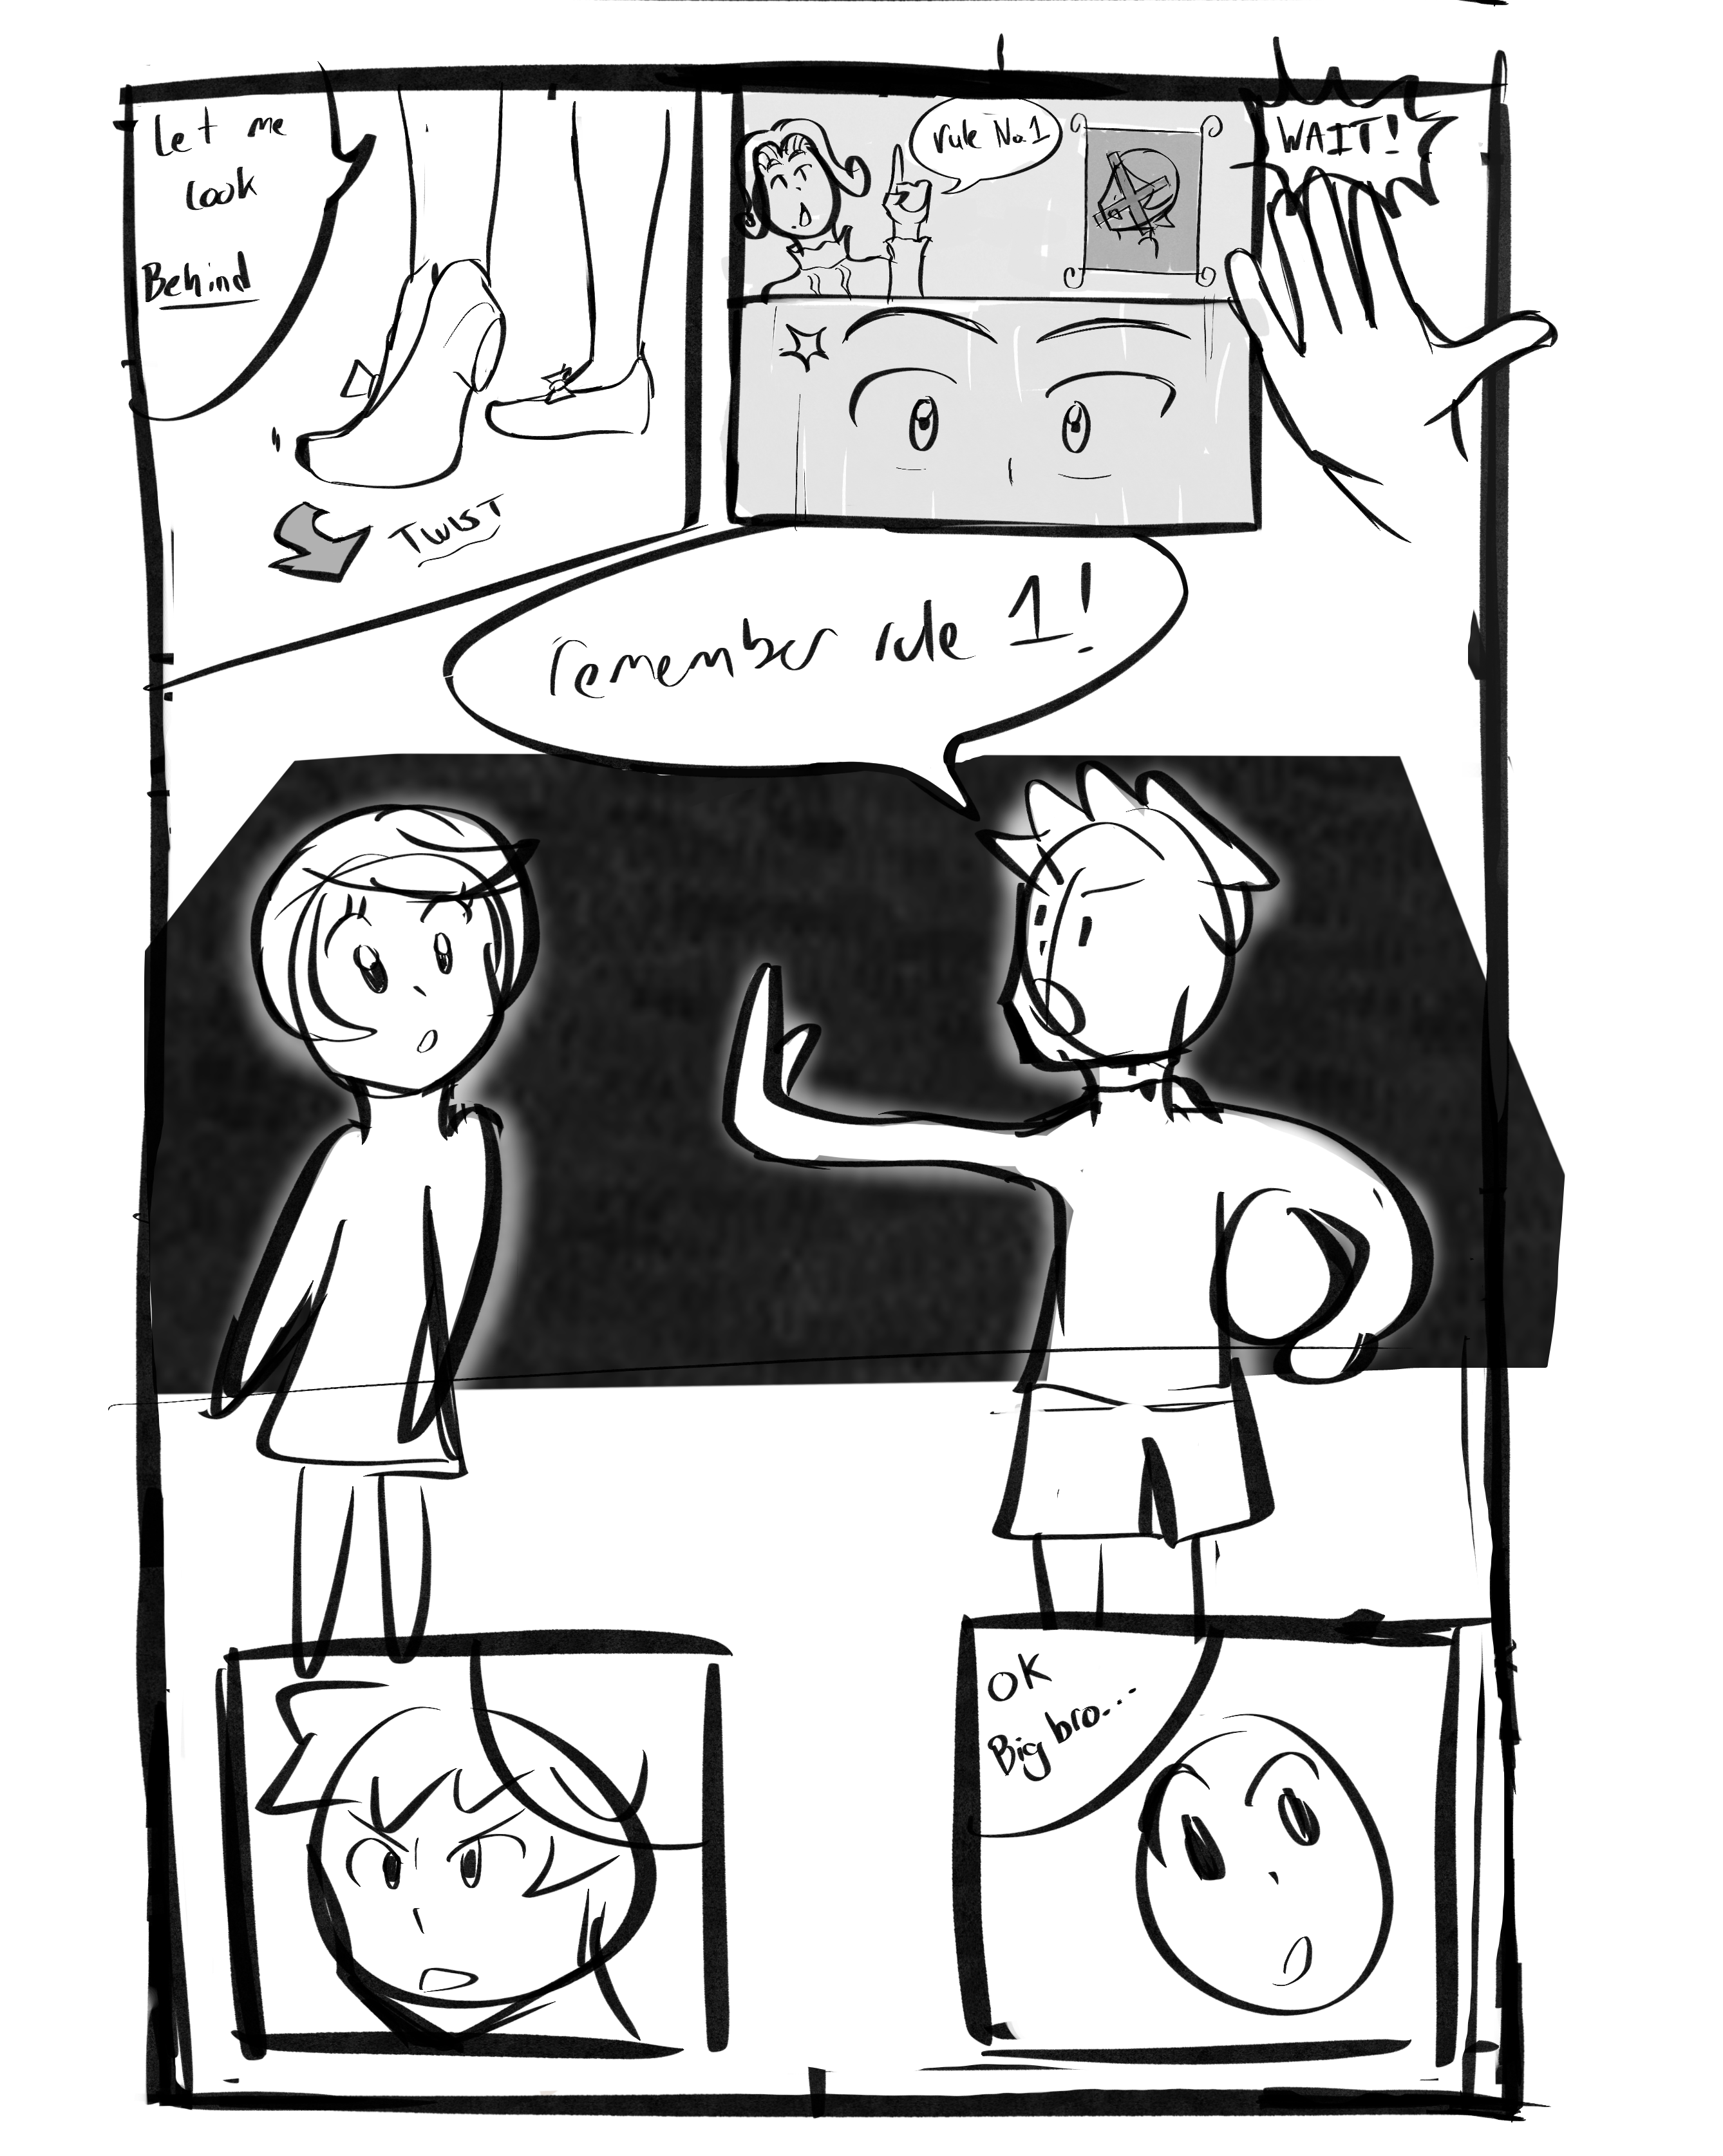 Let me
look
Behind
TWIST
rule No.1
WAIT!
remember rule 1!
OK
Big bro...